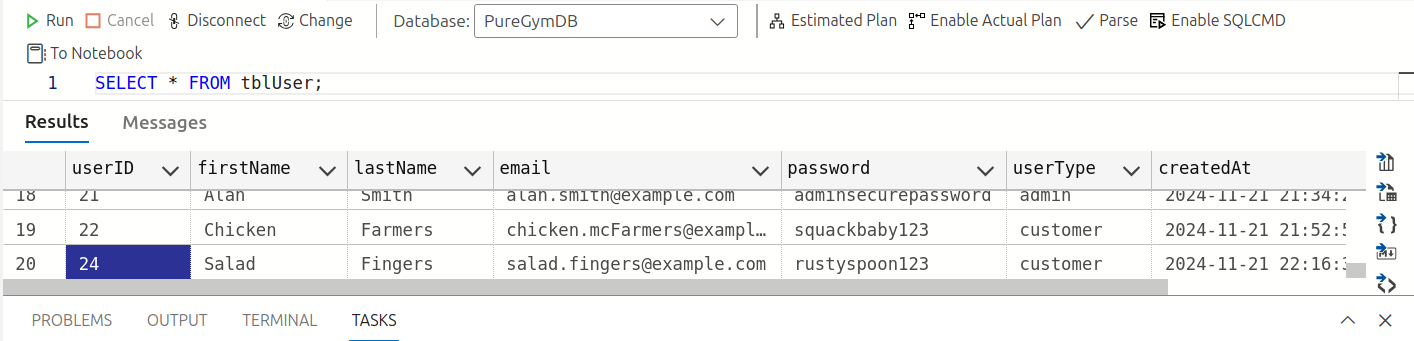 Run Cancel Disconnect Change Database: PureGymDB Estimated Plan Enable Actual Plan Parse Enable SQLCMD
To Notebook
1 SELECT * FROM tblUser;
Results Messages
userID firstName lastName email password userType createdAt
18 21 Alan Smith alan.smith@example.com adminsecurepassword admin 2024-11-21 21:34:2
19 22 Chicken Farmers chicken.mcFarmers@exampl… squackbaby123 customer 2024-11-21 21:52:5
20 24 Salad Fingers salad.fingers@example.com rustyspoon123 customer 2024-11-21 22:16:3
PROBLEMS OUTPUT TERMINAL TASKS